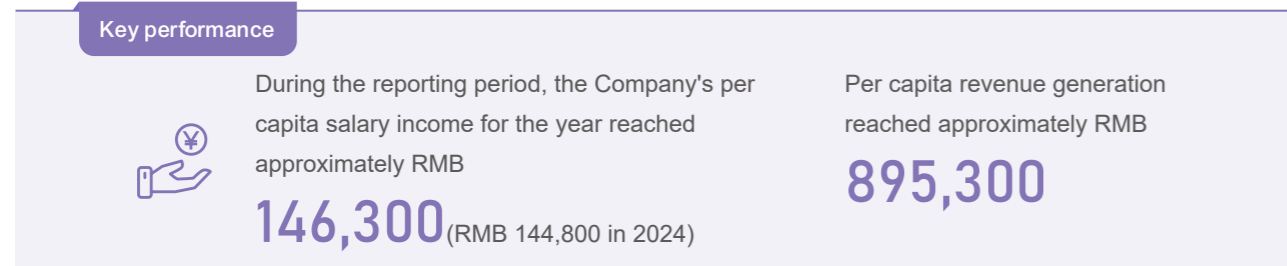 Key performance
During the reporting period, the Company's per
capita salary income for the year reached
approximately RMB
146,300(RMB 144,800 in 2024)
Per capita revenue generation
reached approximately RMB
895,300
¥